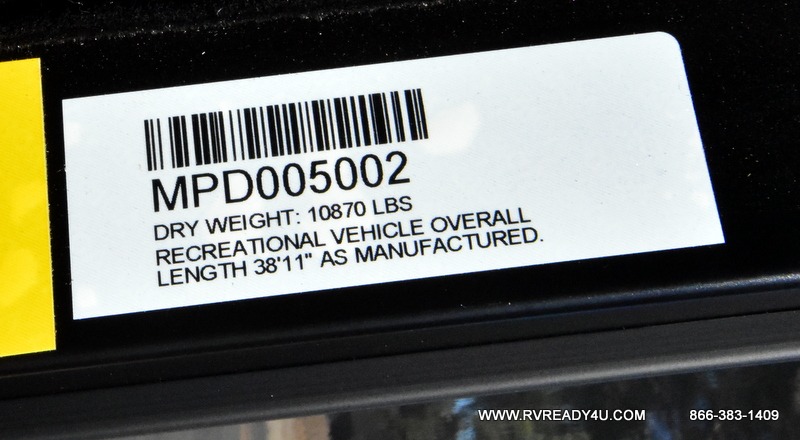 MPD005002
DRY WEIGHT: 10870 LBS
RECREATIONAL VEHICLE OVERALL
LENGTH 38'11" AS MANUFACTURED.
WWW.RVREADY4U.COM 866-383-1409